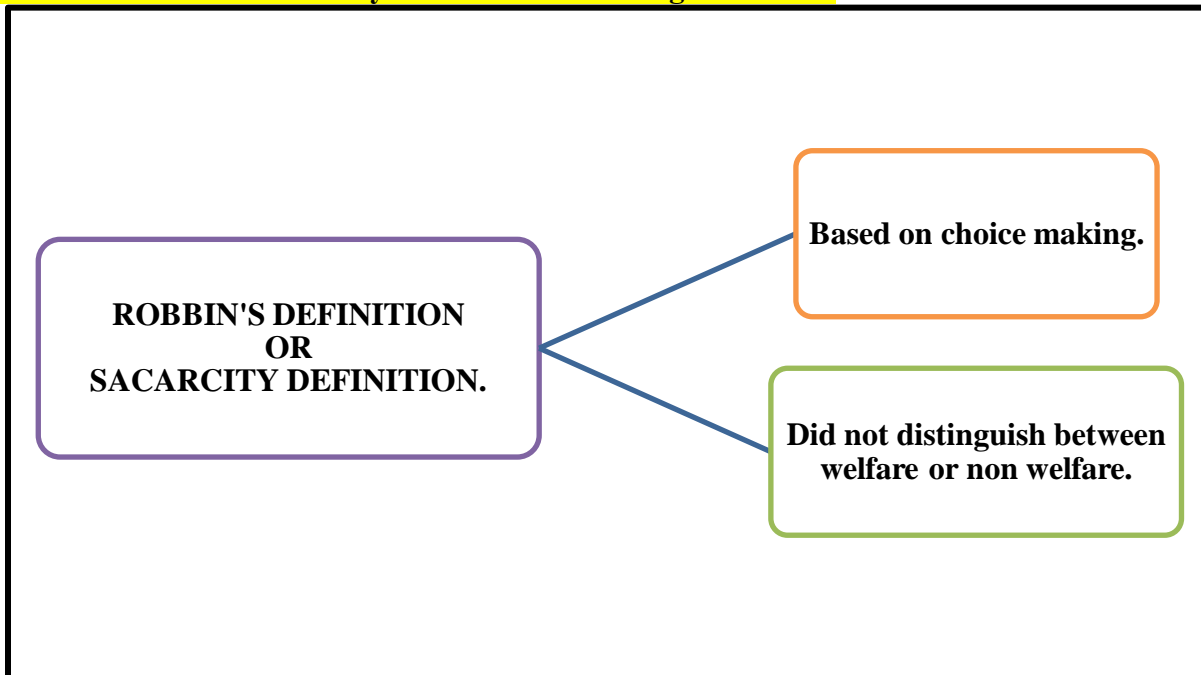 ROBBIN'S DEFINITION
OR
SACARCITY DEFINITION.
Based on choice making.
Did not distinguish between
welfare or non welfare.